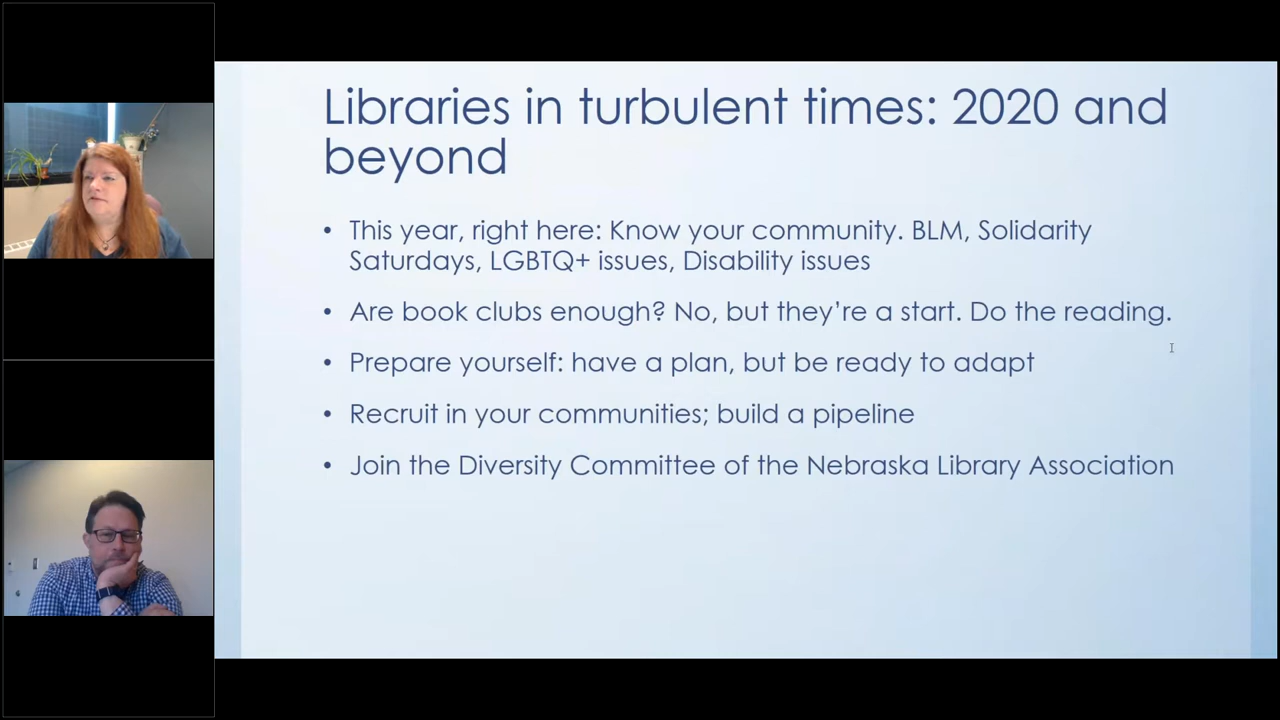 Libraries in turbulent times: 2020 and
beyond
• This year, right here: Know your community. BLM, Solidarity
Saturdays, LGBTQ+ issues, Disability issues
• Are book clubs enough? No, but they’re a start. Do the reading.
• Prepare yourself: have a plan, but be ready to adapt
• Recruit in your communities; build a pipeline
• Join the Diversity Committee of the Nebraska Library Association